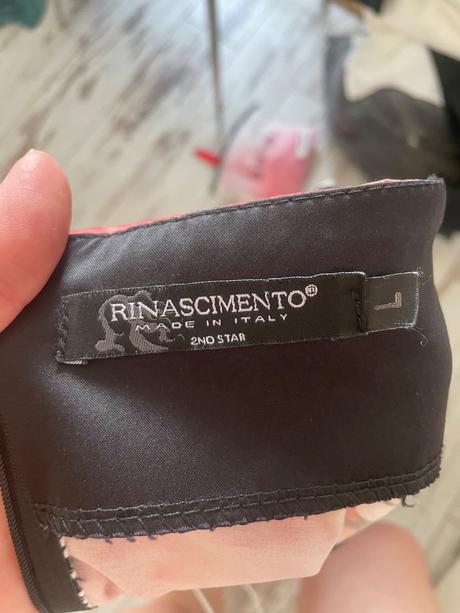 RINASCIMENTO®
MADE IN ITALY
2ND STAR
L